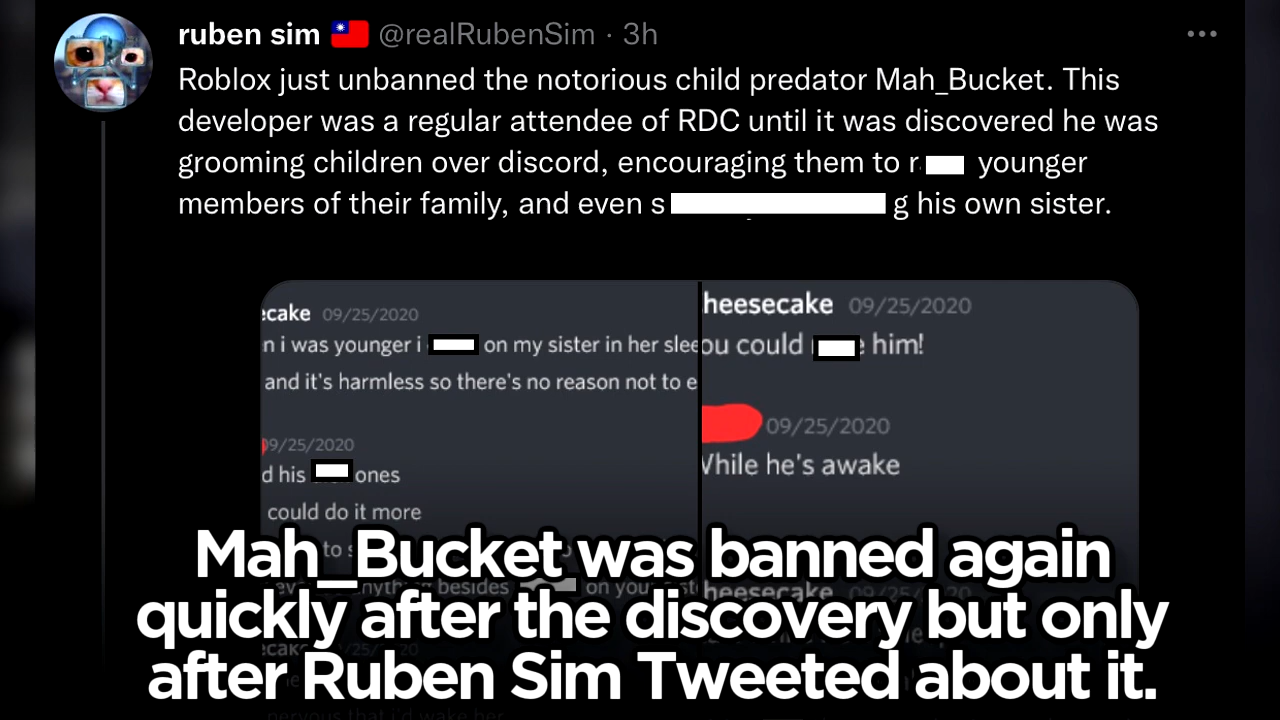 ruben sim @realRubenSim · 3h
Roblox just unbanned the notorious child predator Mah_Bucket. This
developer was a regular attendee of RDC until it was discovered he was
grooming children over discord, encouraging them to r younger
members of their family, and even s g his own sister.
ecake 09/25/2020
n i was younger i on my sister in her slee
and it's harmless so there's no reason not to e
9/25/2020
d his ones
could do it more
besides on your
heesecake 09/25/2020
ou could e him!
09/25/2020
While he's awake
heesecake
Mah_Bucket was banned again
quickly after the discovery but only
after Ruben Sim Tweeted about it.